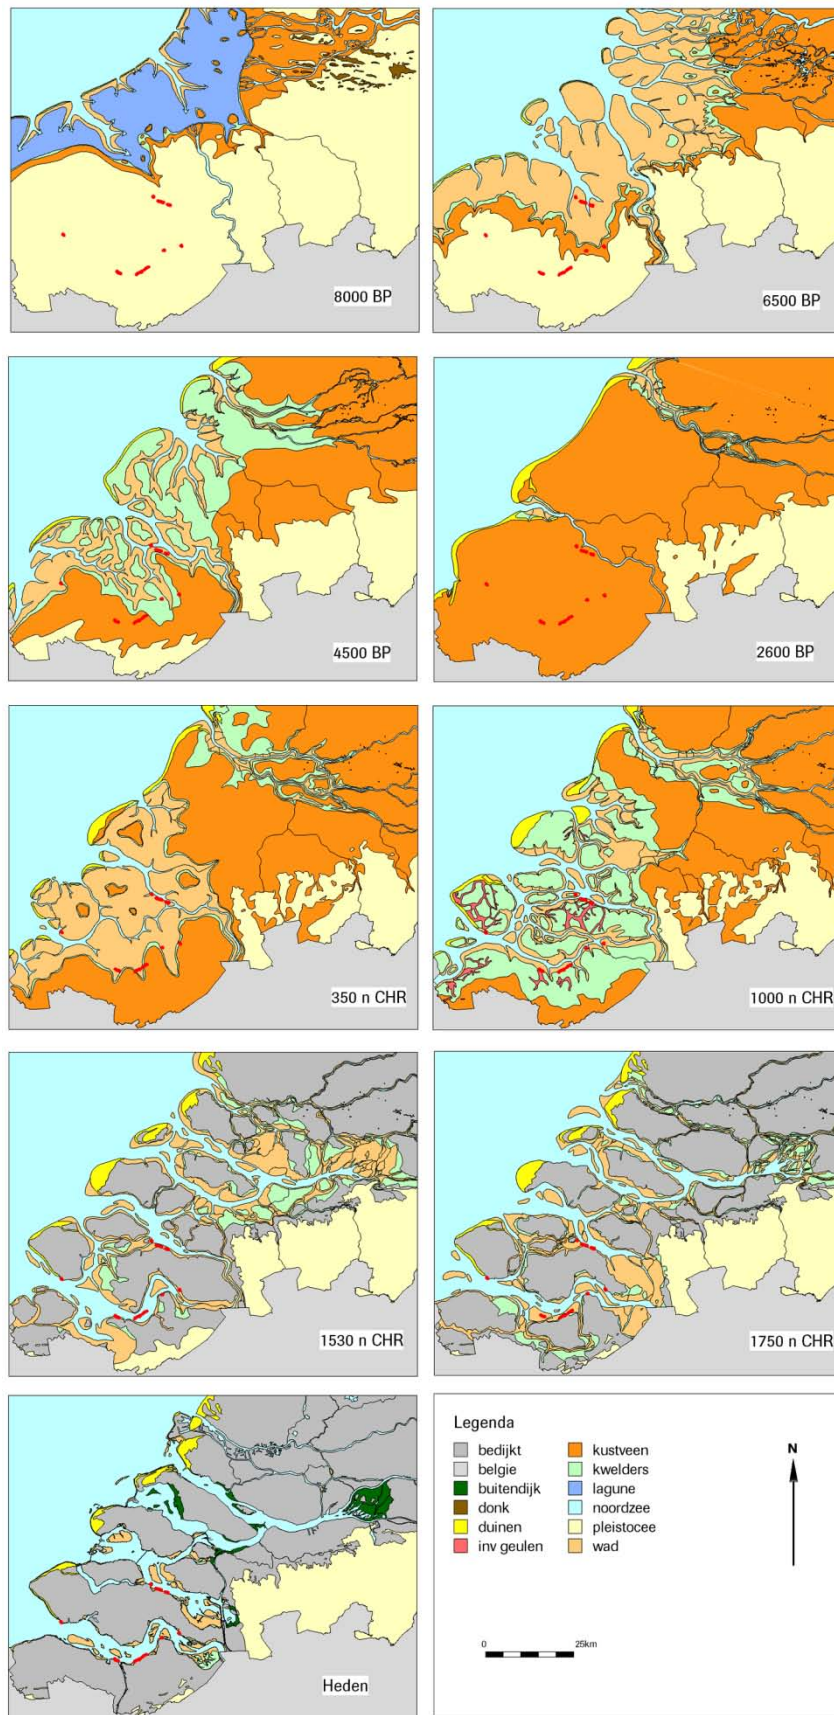 8000 BP
6500 BP
4500 BP
2600 BP
350 n CHR
1000 n CHR
1530 n CHR
1750 n CHR
Heden
Legenda
bedijkt
belgie
buitendijk
donk
duinen
inv geulen
kustveen
kwelders
lagune
noordzee
pleistocee
wad
N
0 25km